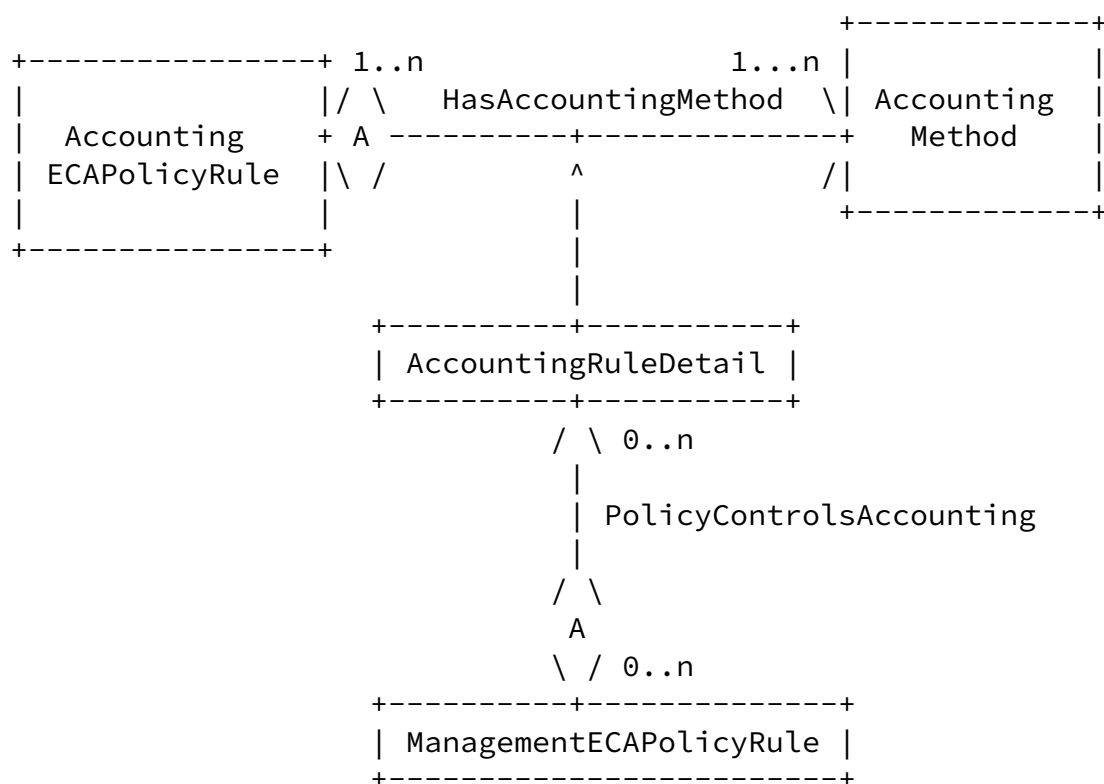 1..n 1...n
HasAccountingMethod Accounting
Accounting A Method
ECAPolicyRule
AccountingRuleDetail
0..n
PolicyControlsAccounting
A
0..n
ManagementECAPolicyRule